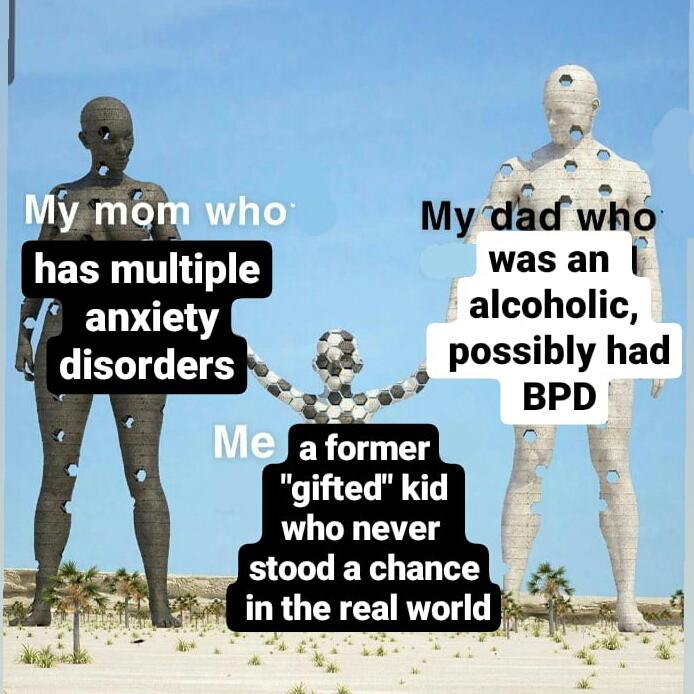 My mom who
has multiple
anxiety
disorders
My dad who
was an
alcoholic,
possibly had
BPD
Me a former
"gifted" kid
who never
stood a chance
in the real world